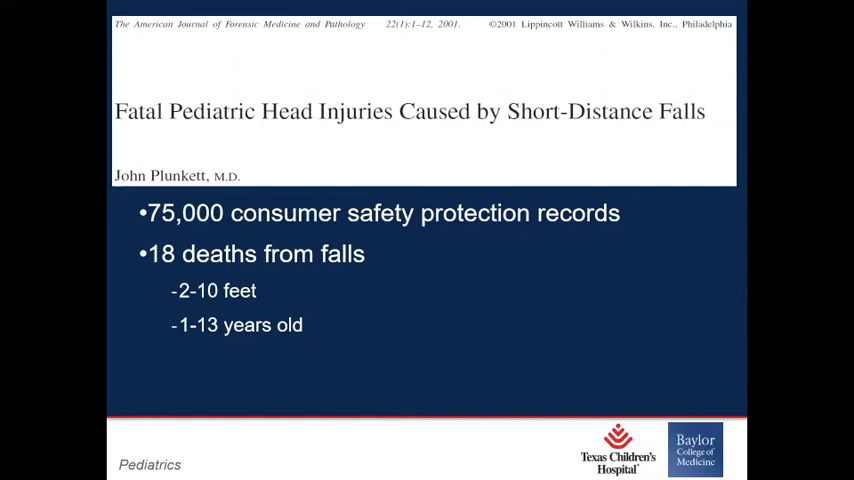 The American Journal of Forensic Medicine and Pathology 22(1):1–12, 2001. ©2001 Lippincott Williams & Wilkins, Inc., Philadelphia
Fatal Pediatric Head Injuries Caused by Short-Distance Falls
John Plunkett, M.D.
•75,000 consumer safety protection records
•18 deaths from falls
-2-10 feet
-1-13 years old
Pediatrics
Texas Children's
Hospital®
Baylor
College of
Medicine